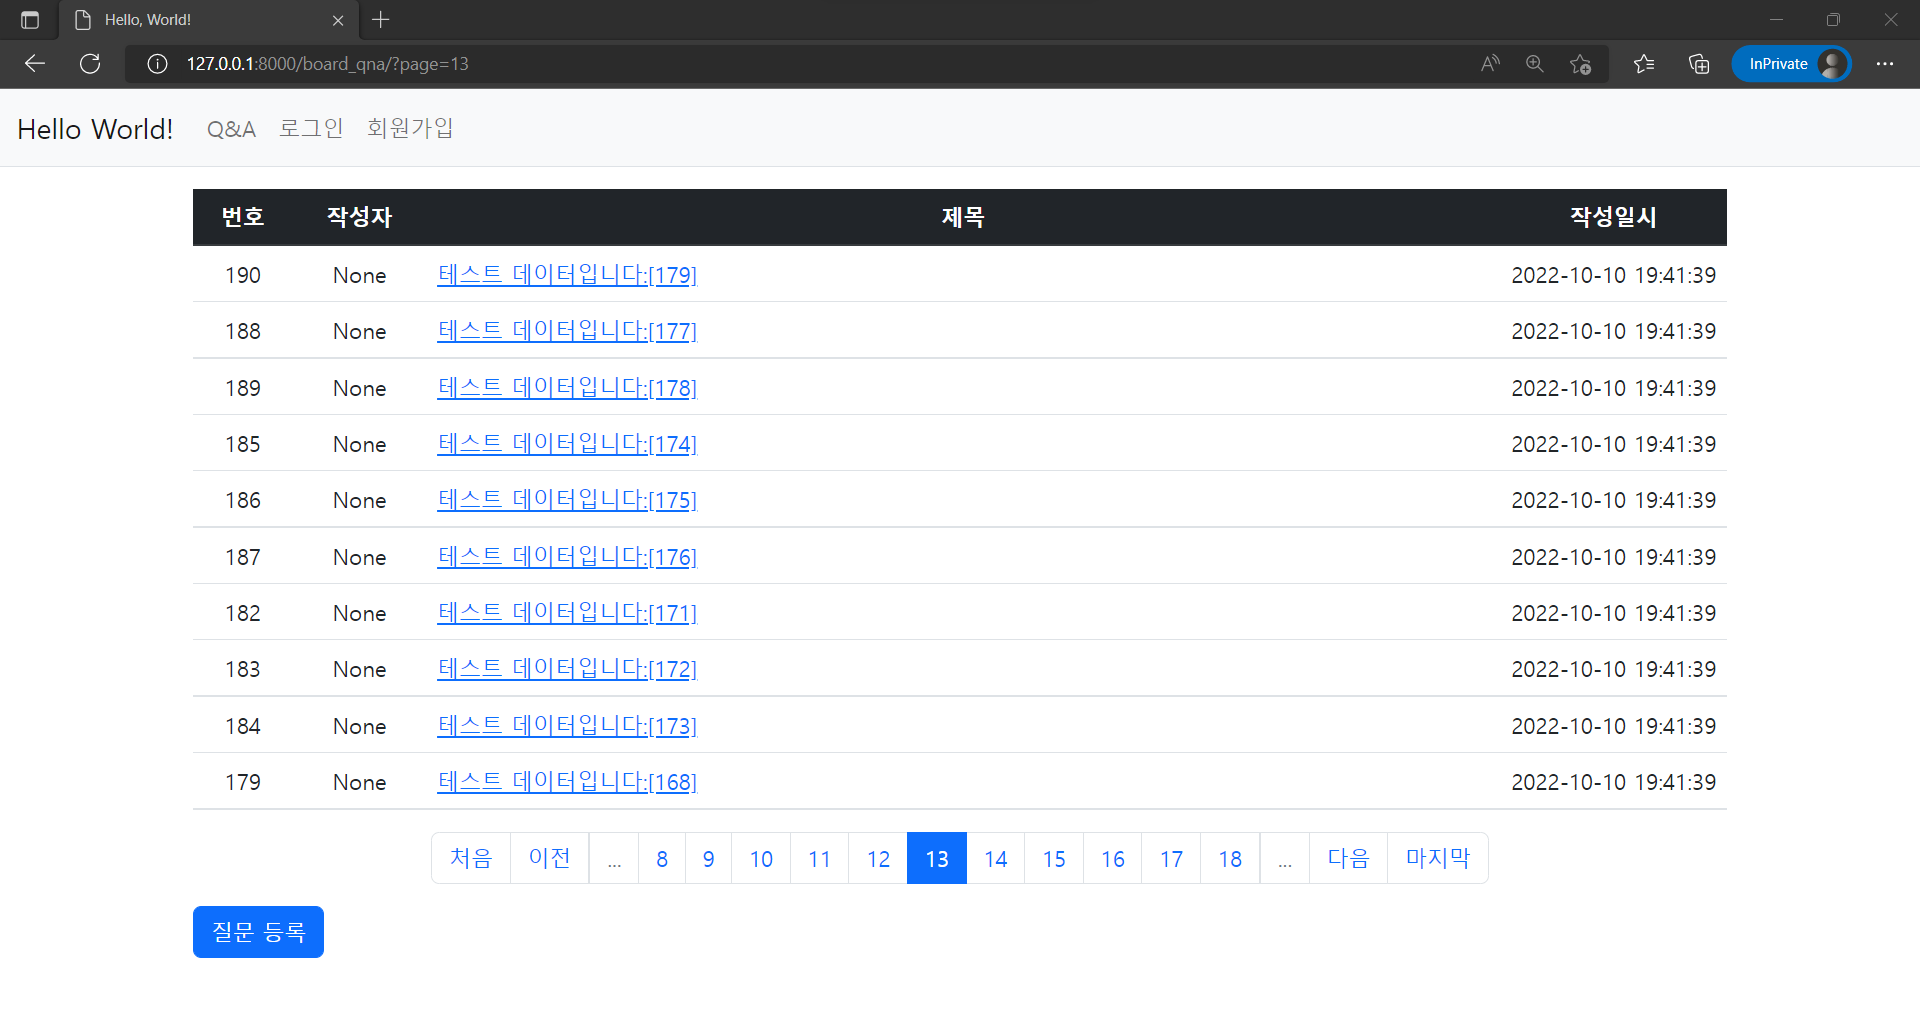 Hello, World!
127.0.0.1:8000/board_qna/?page=13
InPrivate
Hello World! Q&A 로그인 회원가입
번호 작성자 제목 작성일시
190 None 테스트 데이터입니다:[179] 2022-10-10 19:41:39
188 None 테스트 데이터입니다:[177] 2022-10-10 19:41:39
189 None 테스트 데이터입니다:[178] 2022-10-10 19:41:39
185 None 테스트 데이터입니다:[174] 2022-10-10 19:41:39
186 None 테스트 데이터입니다:[175] 2022-10-10 19:41:39
187 None 테스트 데이터입니다:[176] 2022-10-10 19:41:39
182 None 테스트 데이터입니다:[171] 2022-10-10 19:41:39
183 None 테스트 데이터입니다:[172] 2022-10-10 19:41:39
184 None 테스트 데이터입니다:[173] 2022-10-10 19:41:39
179 None 테스트 데이터입니다:[168] 2022-10-10 19:41:39
처음 이전 ... 8 9 10 11 12 13 14 15 16 17 18 ... 다음 마지막
질문 등록